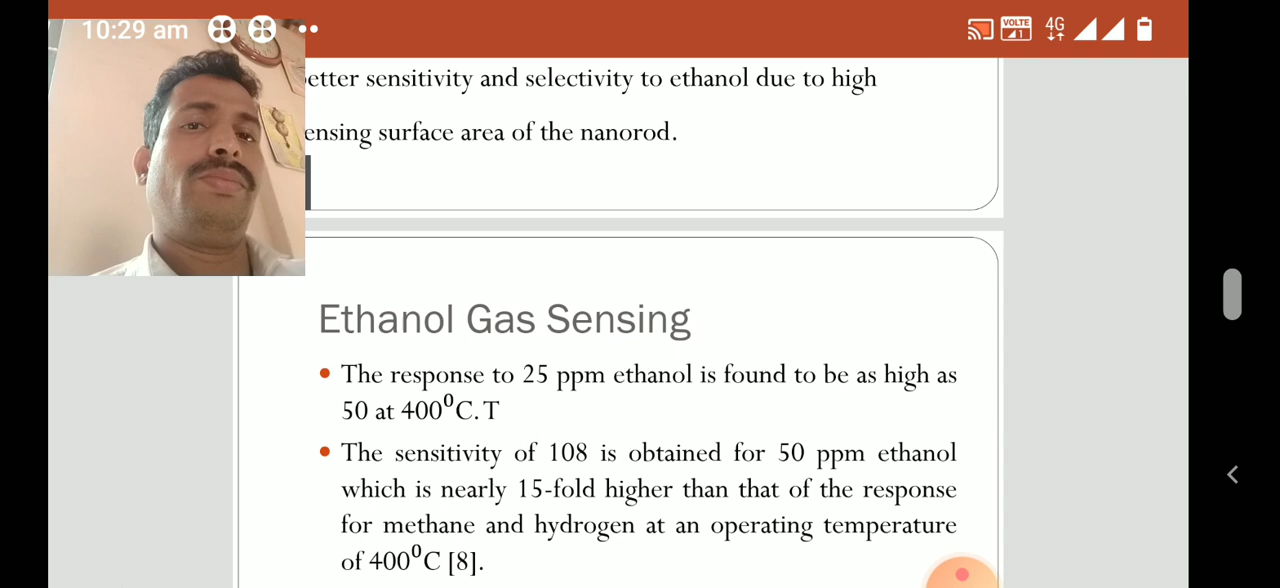 10:29 am
VOLTE
1
4G
etter sensitivity and selectivity to ethanol due to high
ensing surface area of the nanorod.
Ethanol Gas Sensing
• The response to 25 ppm ethanol is found to be as high as
50 at 400⁰C. T
• The sensitivity of 108 is obtained for 50 ppm ethanol
which is nearly 15-fold higher than that of the response
for methane and hydrogen at an operating temperature
of 400⁰C [8].